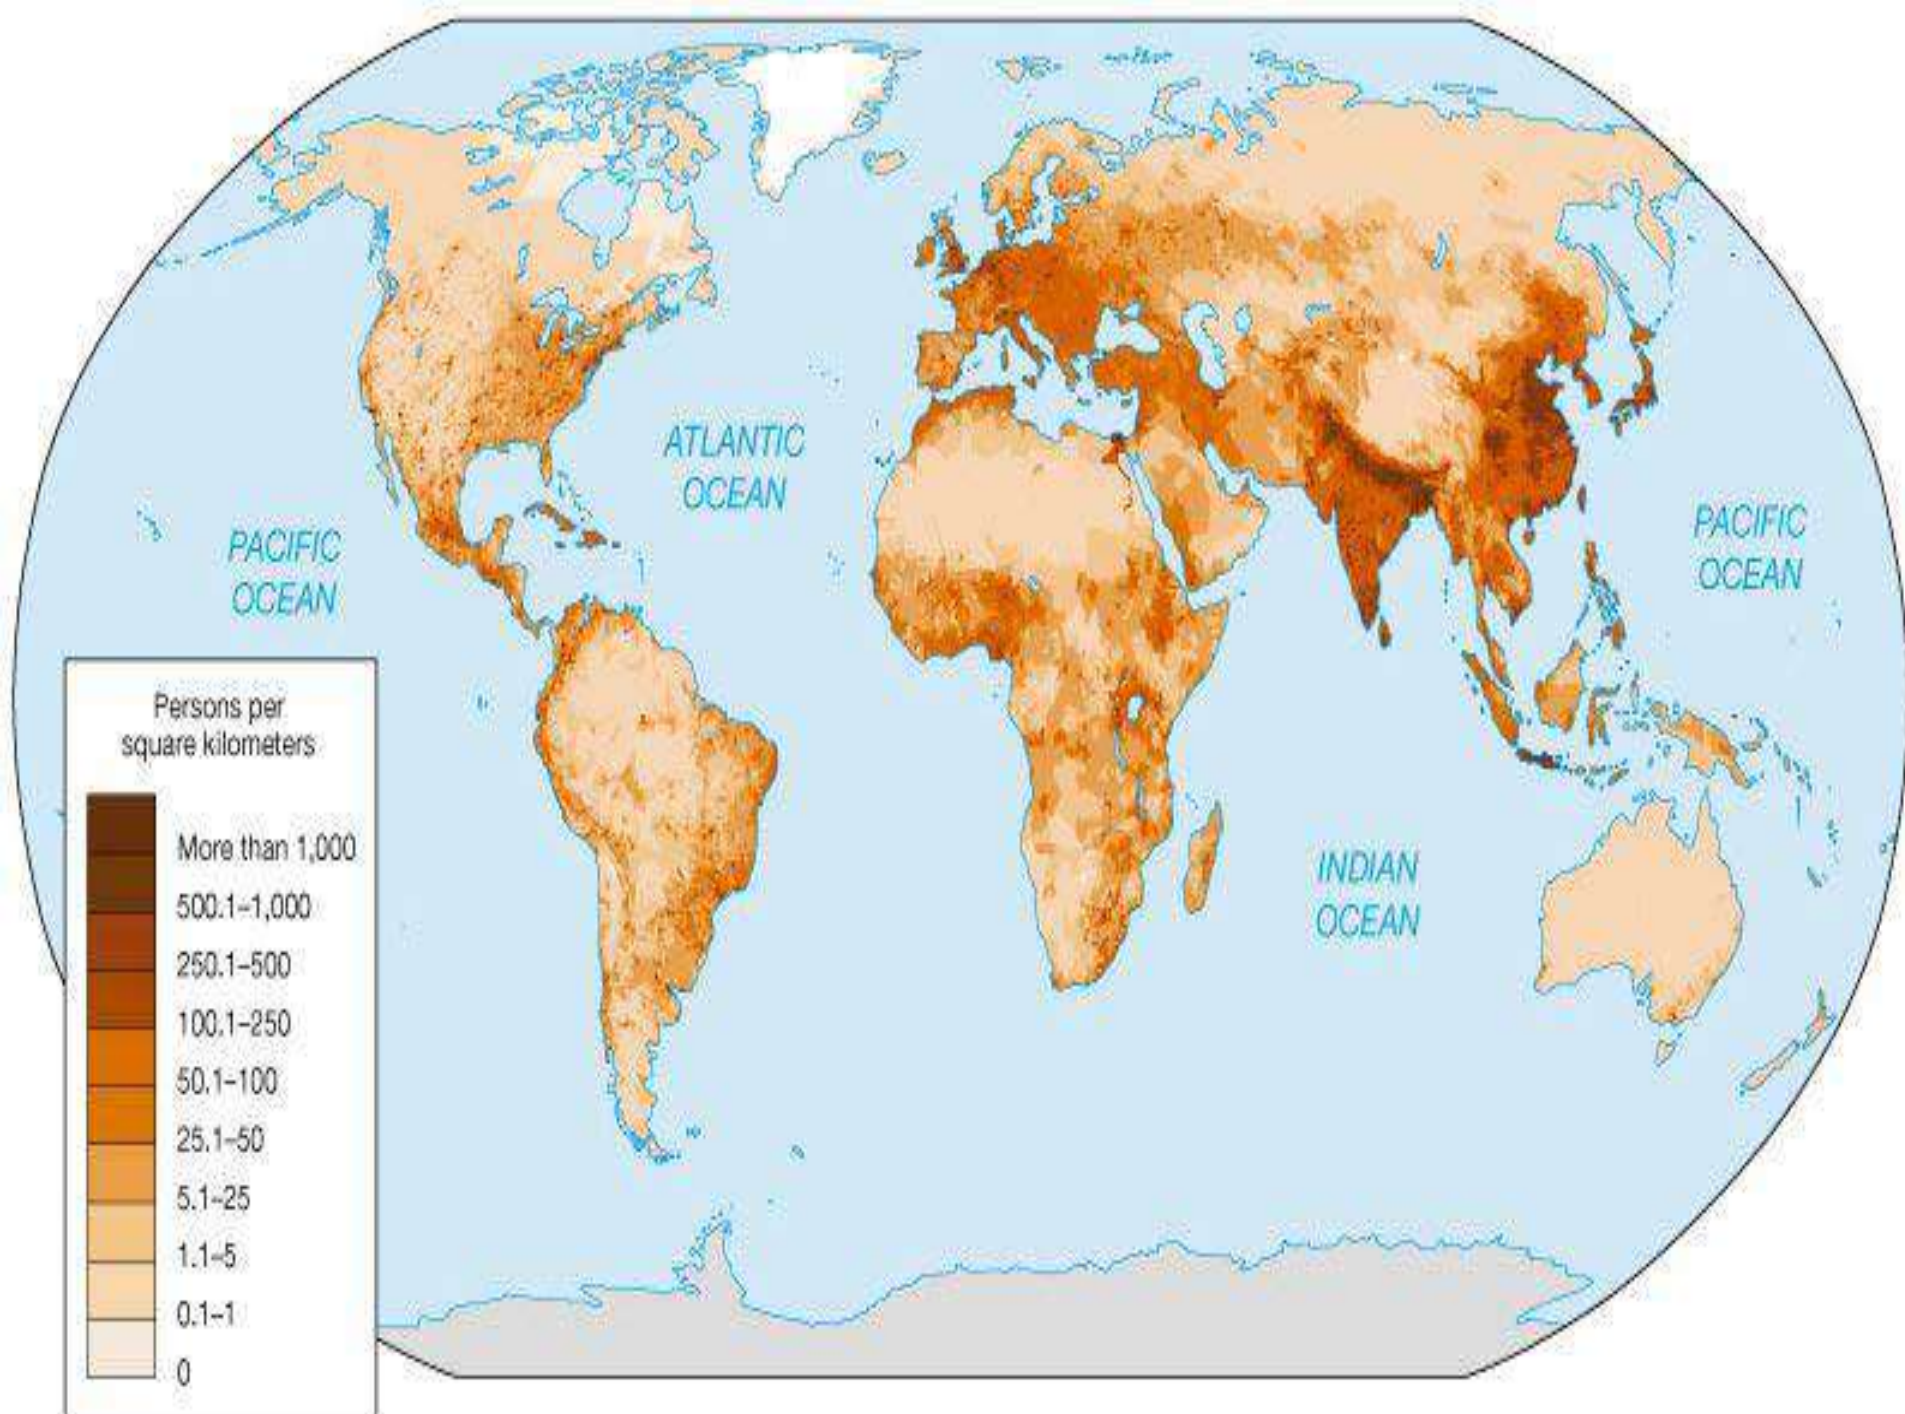 ATLANTIC
OCEAN
PACIFIC
OCEAN
PACIFIC
OCEAN
INDIAN
OCEAN
Persons per
square kilometers
More than 1,000
500.1–1,000
250.1–500
100.1–250
50.1–100
25.1–50
5.1–25
1.1–5
0.1–1
0